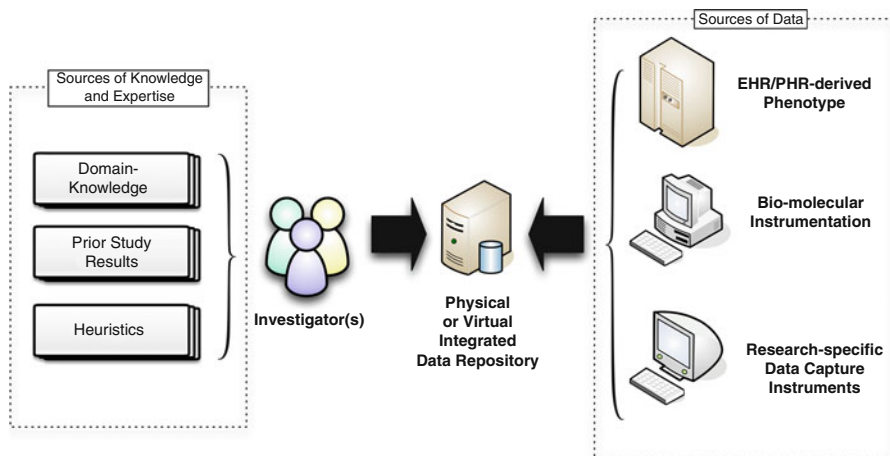 Sources of Knowledge
and Expertise
Domain-
Knowledge
Prior Study
Results
Heuristics
Investigator(s)
Physical
or Virtual
Integrated
Data Repository
Sources of Data
EHR/PHR-derived
Phenotype
Bio-molecular
Instrumentation
Research-specific
Data Capture
Instruments